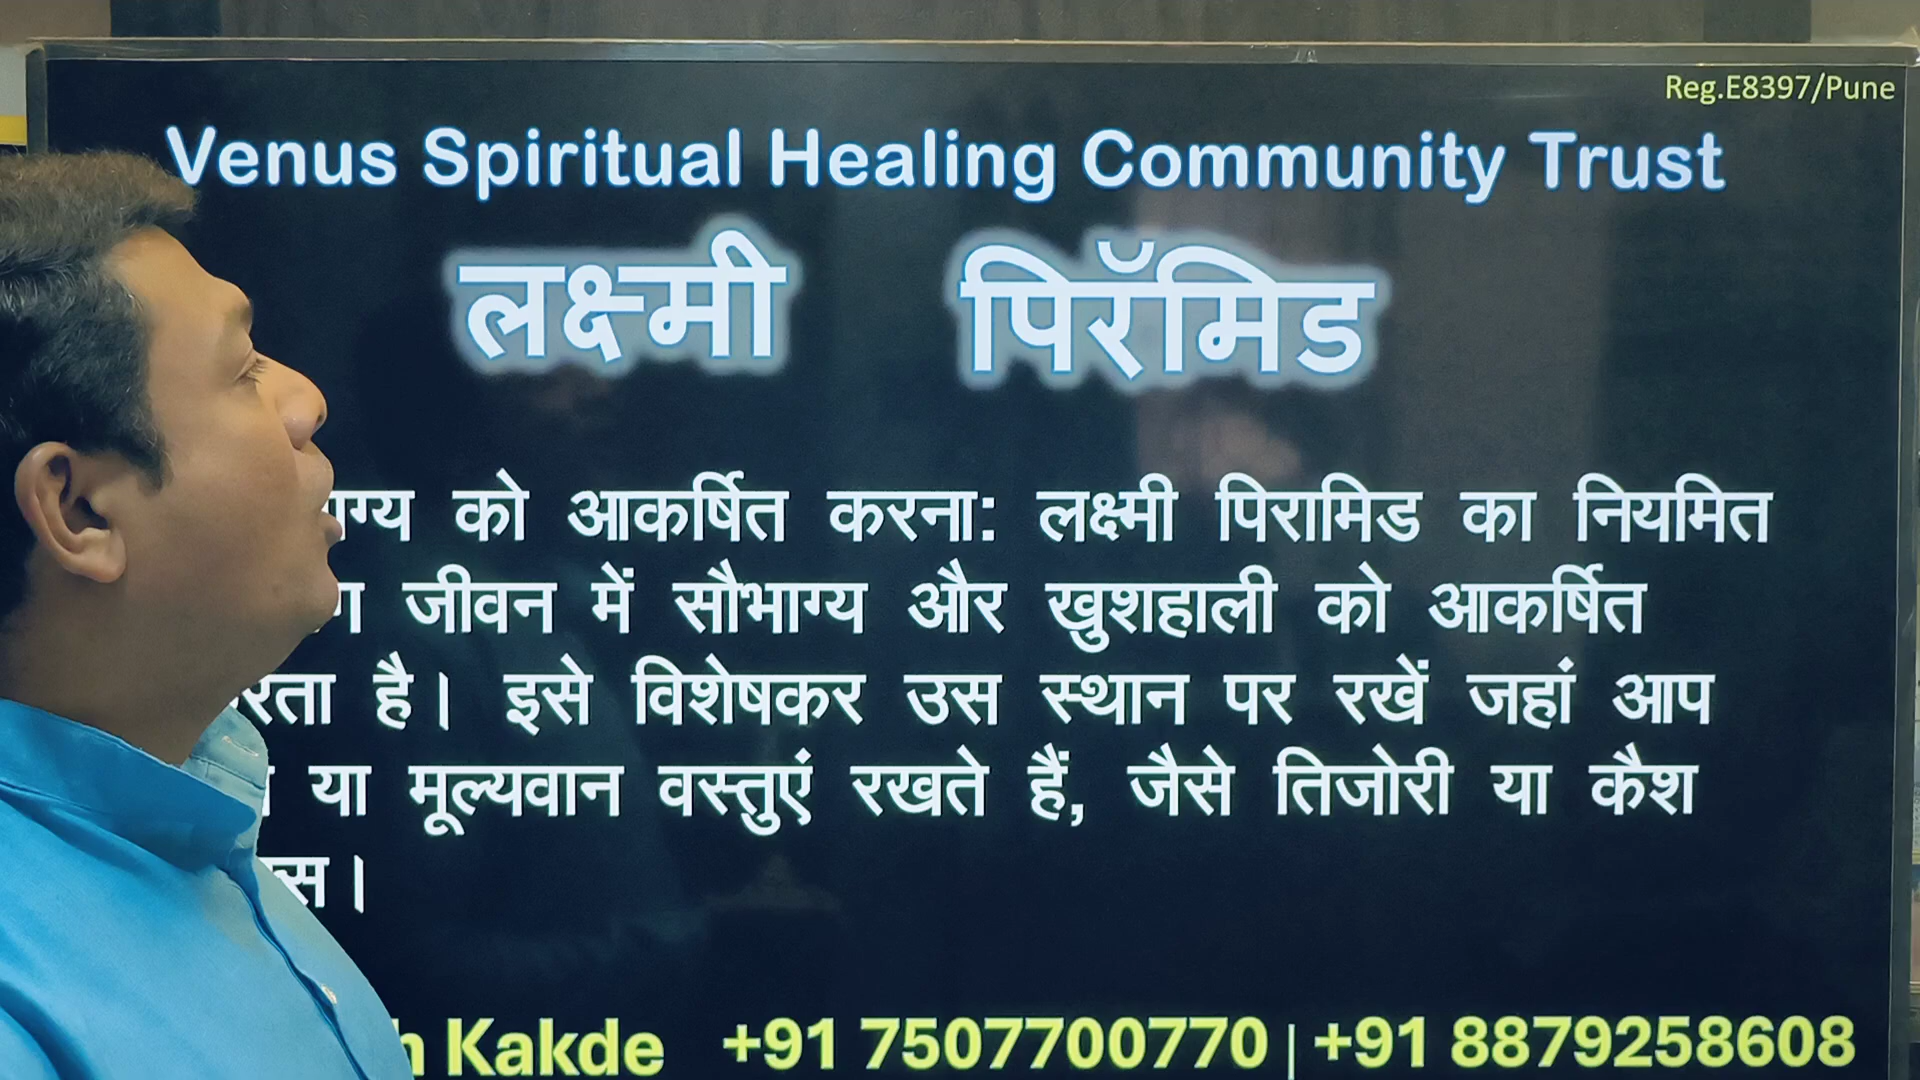 Reg.E8397/Pune
Venus Spiritual Healing Community Trust
लक्ष्मी पिरॅमिड
को आकर्षित करना: लक्ष्मी पिरामिड का नियमित
जीवन में सौभाग्य और खुशहाली को आकर्षित
है। इसे विशेषकर उस स्थान पर रखें जहां आप
या मूल्यवान वस्तुएं रखते हैं, जैसे तिजोरी या कैश
Kakde +91 7507700770 | +91 8879258608